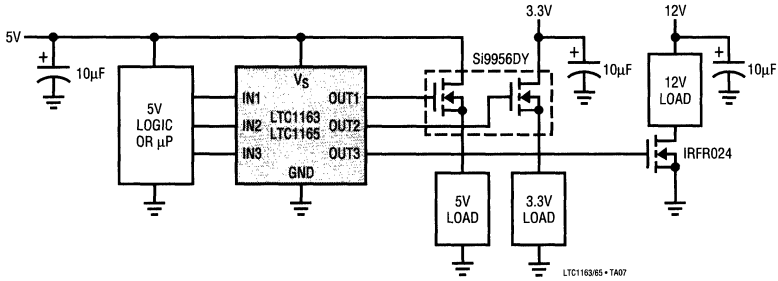 3.3V
12V
5V
Si9956DY
+
10µF
+
10µF
+
10µF
VS
12V
LOAD
5V
LOGIC
OR µP
IN1
OUT1
LTC1163
LTC1165
IN2
OUT2
IN3
OUT3
GND
IRFR024
5V
LOAD
3.3V
LOAD
LTC1163/65 • TA07